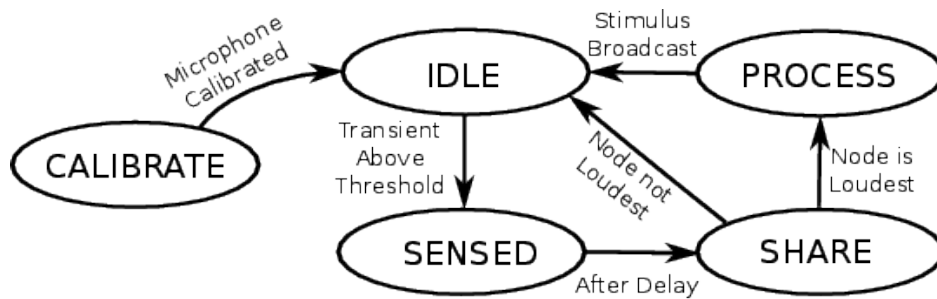 Microphone
Calibrated
CALIBRATE
IDLE
Stimulus
Broadcast
PROCESS
Transient
Above
Threshold
Node not
Loudest
Node is
Loudest
SENSED
After Delay
SHARE